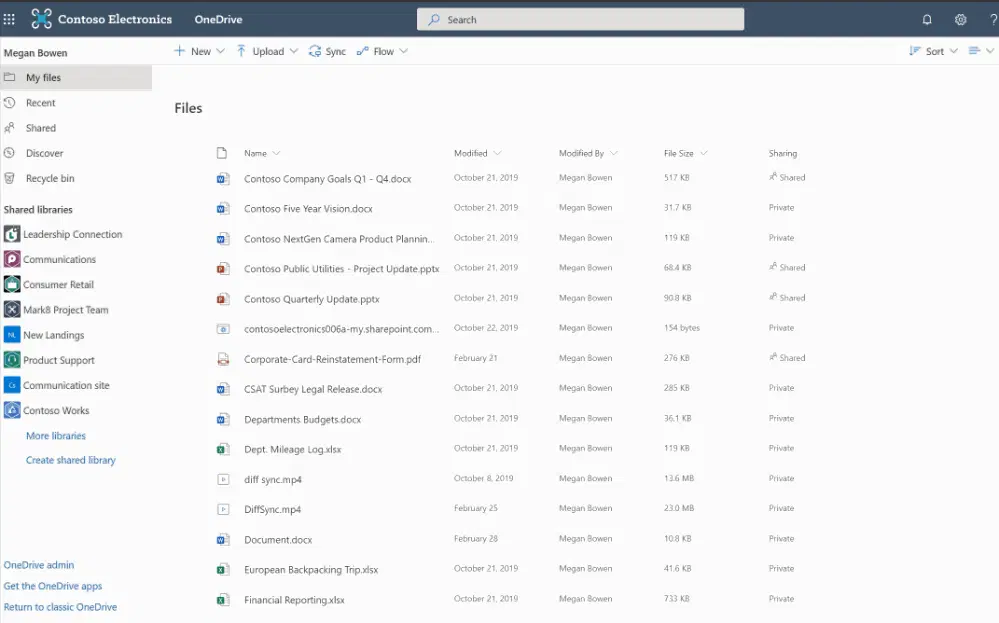 Contoso Electronics OneDrive Search ?
Megan Bowen
My files
Recent
Shared
Discover
Recycle bin
Shared libraries
Leadership Connection
Communications
Consumer Retail
Mark8 Project Team
NL New Landings
Product Support
Cs Communication site
Contoso Works
More libraries
Create shared library
OneDrive admin
Get the OneDrive apps
Return to classic OneDrive
New Upload Sync Flow Sort
Files
Name Modified Modified By File Size Sharing
Contoso Company Goals Q1 - Q4.docx October 21, 2019 Megan Bowen 517 KB Shared
Contoso Five Year Vision.docx October 21, 2019 Megan Bowen 31.7 KB Private
Contoso NextGen Camera Product Plannin... October 21, 2019 Megan Bowen 119 KB Private
Contoso Public Utilities - Project Update.pptx October 21, 2019 Megan Bowen 68.4 KB Shared
Contoso Quarterly Update.pptx October 21, 2019 Megan Bowen 90.8 KB Shared
contosoelectronics006a-my.sharepoint.com... October 22, 2019 Megan Bowen 154 bytes Private
Corporate-Card-Reinstatement-Form.pdf February 21 Megan Bowen 276 KB Shared
CSAT Surbey Legal Release.docx October 21, 2019 Megan Bowen 285 KB Private
Departments Budgets.docx October 21, 2019 Megan Bowen 36.1 KB Private
Dept. Mileage Log.xlsx October 21, 2019 Megan Bowen 119 KB Private
diff sync.mp4 October 8, 2019 Megan Bowen 13.6 MB Private
DiffSync.mp4 February 25 Megan Bowen 23.0 MB Private
Document.docx February 28 Megan Bowen 10.8 KB Private
European Backpacking Trip.xlsx October 21, 2019 Megan Bowen 41.6 KB Private
Financial Reporting.xlsx October 21, 2019 Megan Bowen 733 KB Private